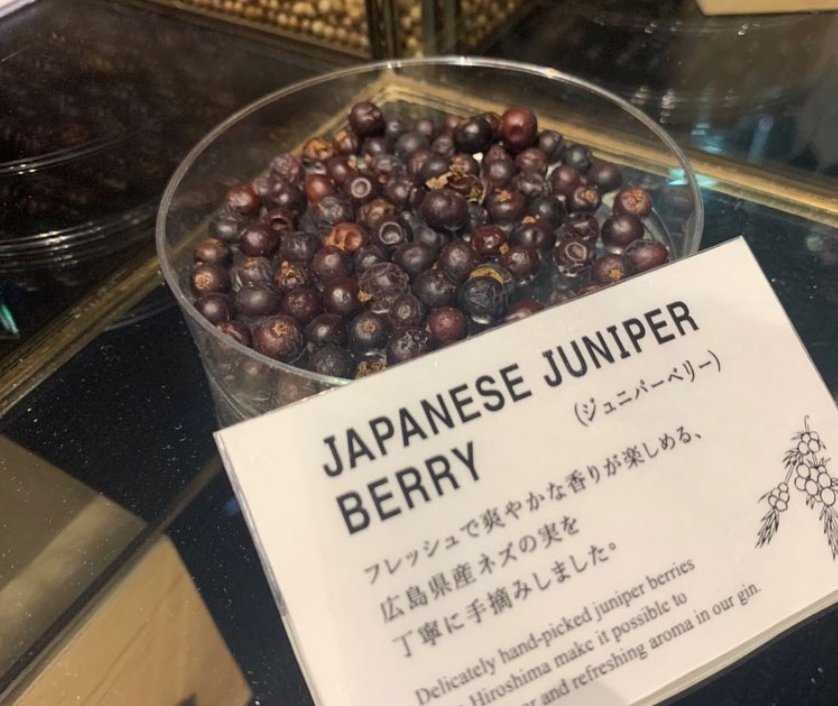 JAPANESE JUNIPER
BERRY
(ジュニパーベリー)
フレッシュで爽やかな香りが楽しめる、
広島県産ネズの実を
丁寧に手摘みしました。
Delicately hand-picked juniper berries
Hiroshima make it possible to
and refreshing aroma in our gin.